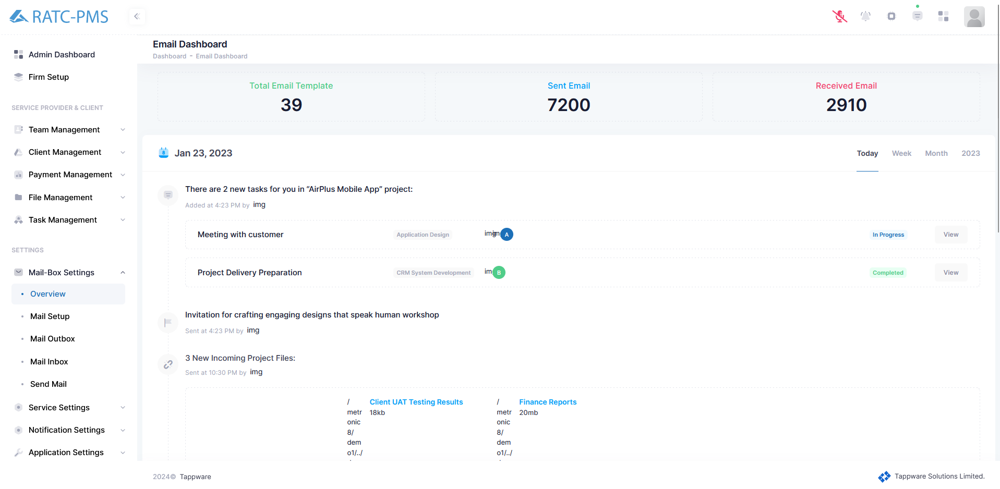 RATC-PMS
Admin Dashboard
Firm Setup
SERVICE PROVIDER & CLIENT
Team Management
Client Management
Payment Management
File Management
Task Management
SETTINGS
Mail-Box Settings
Overview
Mail Setup
Mail Outbox
Mail Inbox
Send Mail
Service Settings
Notification Settings
Application Settings
Email Dashboard
Dashboard - Email Dashboard
Total Email Template
39
Sent Email
7200
Received Email
2910
8
Jan 23, 2023
Today Week Month 2023
There are 2 new tasks for you in “AirPlus Mobile App” project:
Added at 4:23 PM by img
Meeting with customer Application Design img A In Progress View
Project Delivery Preparation CRM System Development im B Completed View
Invitation for crafting engaging designs that speak human workshop
Sent at 4:23 PM by img
3 New Incoming Project Files:
Sent at 10:30 PM by img
/
metr
onic
8/
dem
o1/../
Client UAT Testing Results
18kb
/
metr
onic
8/
dem
o1/../
Finance Reports
20mb
2024© Tappware
Tappware Solutions Limited.